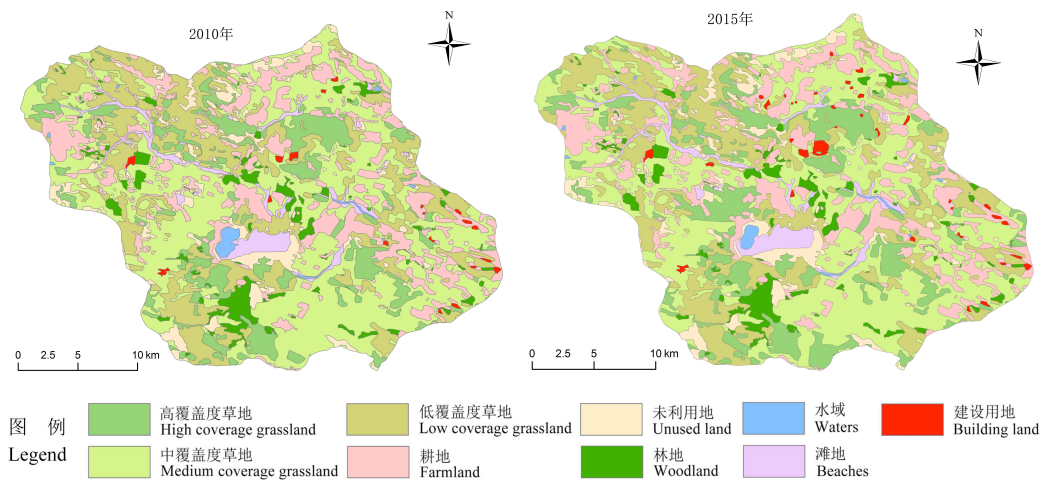 2010年
N
2015年
N
0 2.5 5 10 km
0 2.5 5 10 km
图 例
Legend
高覆盖度草地
High coverage grassland
低覆盖度草地
Low coverage grassland
未利用地
Unused land
水域
Waters
建设用地
Building land
中覆盖度草地
Medium coverage grassland
耕地
Farmland
林地
Woodland
滩地
Beaches